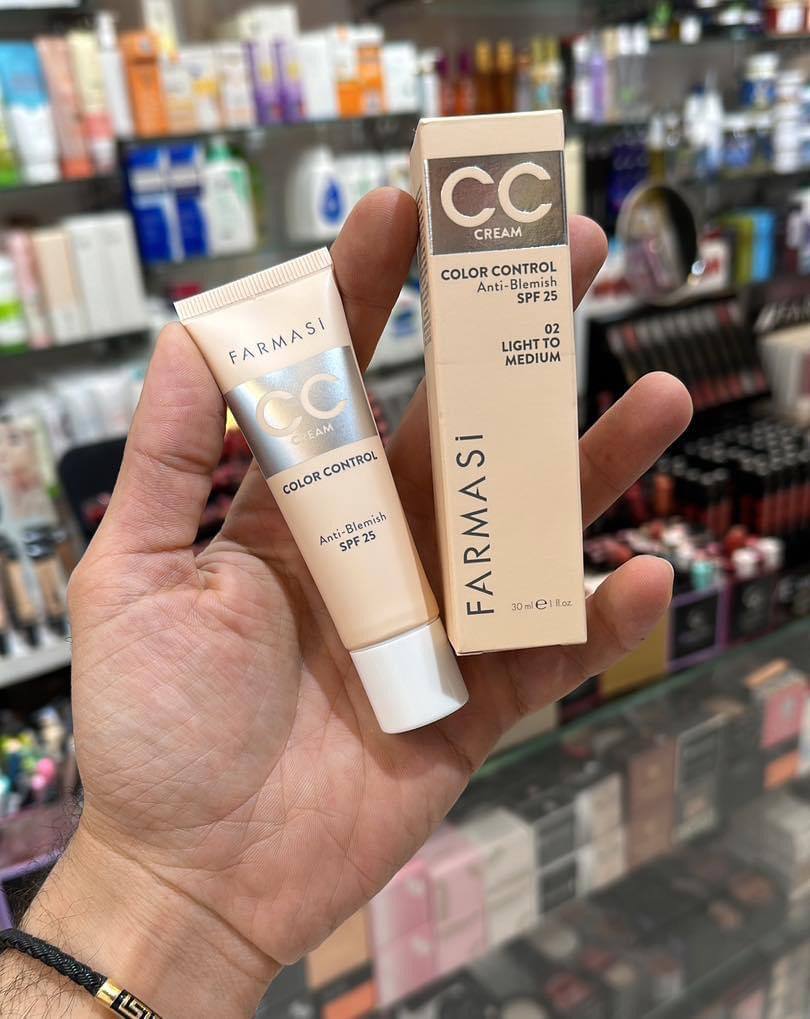 FARMASi
CC
CREAM
COLOR CONTROL
Anti-Blemish
SPF 25
CC
CREAM
COLOR CONTROL
Anti-Blemish
SPF 25
02
LIGHT TO
MEDIUM
FARMASi
30 ml e 1 fl.oz.